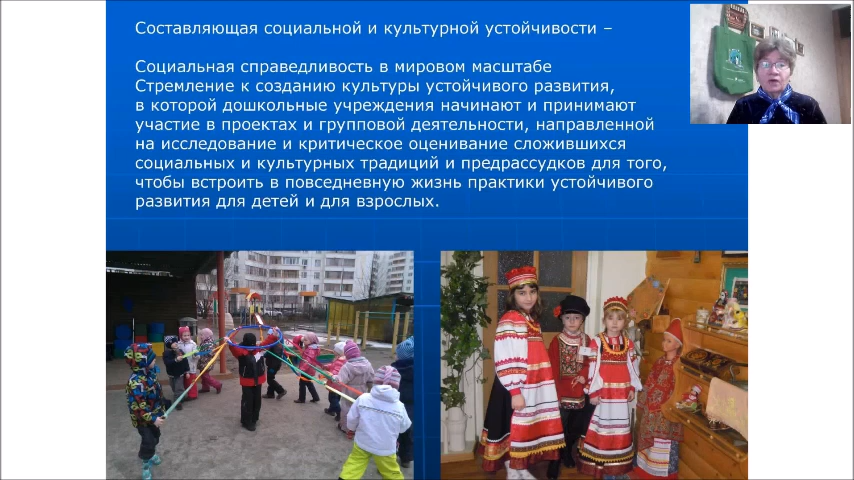 Составляющая социальной и культурной устойчивости –
Социальная справедливость в мировом масштабе
Стремление к созданию культуры устойчивого развития,
в которой дошкольные учреждения начинают и принимают
участие в проектах и групповой деятельности, направленной
на исследование и критическое оценивание сложившихся
социальных и культурных традиций и предрассудков для того,
чтобы встроить в повседневную жизнь практики устойчивого
развития для детей и для взрослых.